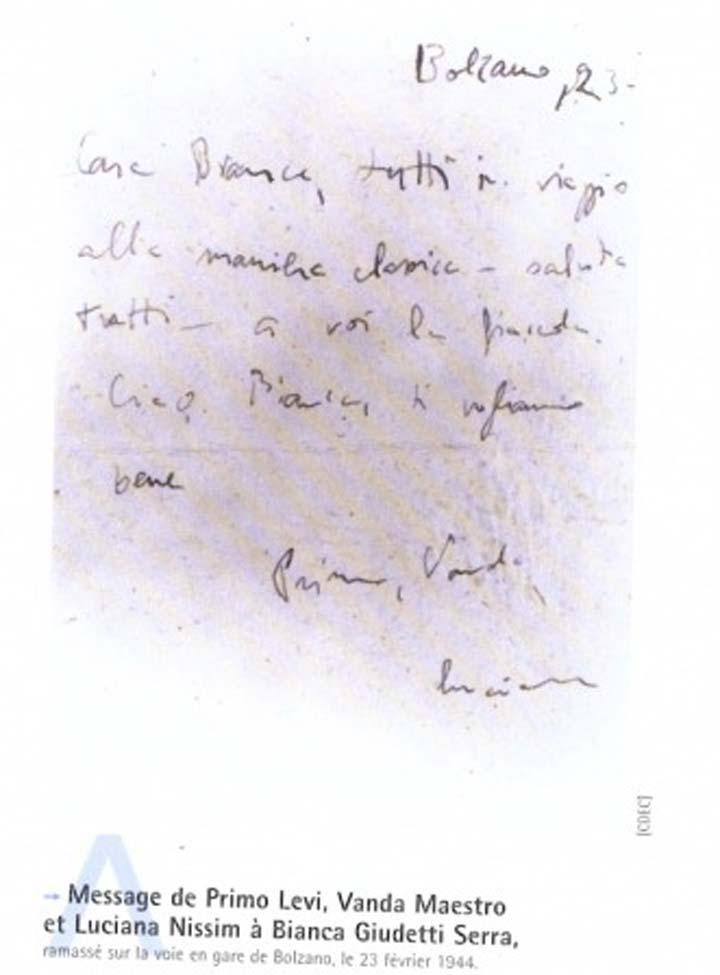 Bolzano, 23 -
Cara Bianca, tutti in viaggio
alla maniera classica - saluta
tutti - a voi la fiaccola.
Ciao Bianca, ti vogliamo
bene
Primo, Vanda
Luciana
[CDEC]
A
→ Message de Primo Levi, Vanda Maestro
et Luciana Nissim à Bianca Giudetti Serra,
ramassé sur la voie en gare de Bolzano, le 23 février 1944.